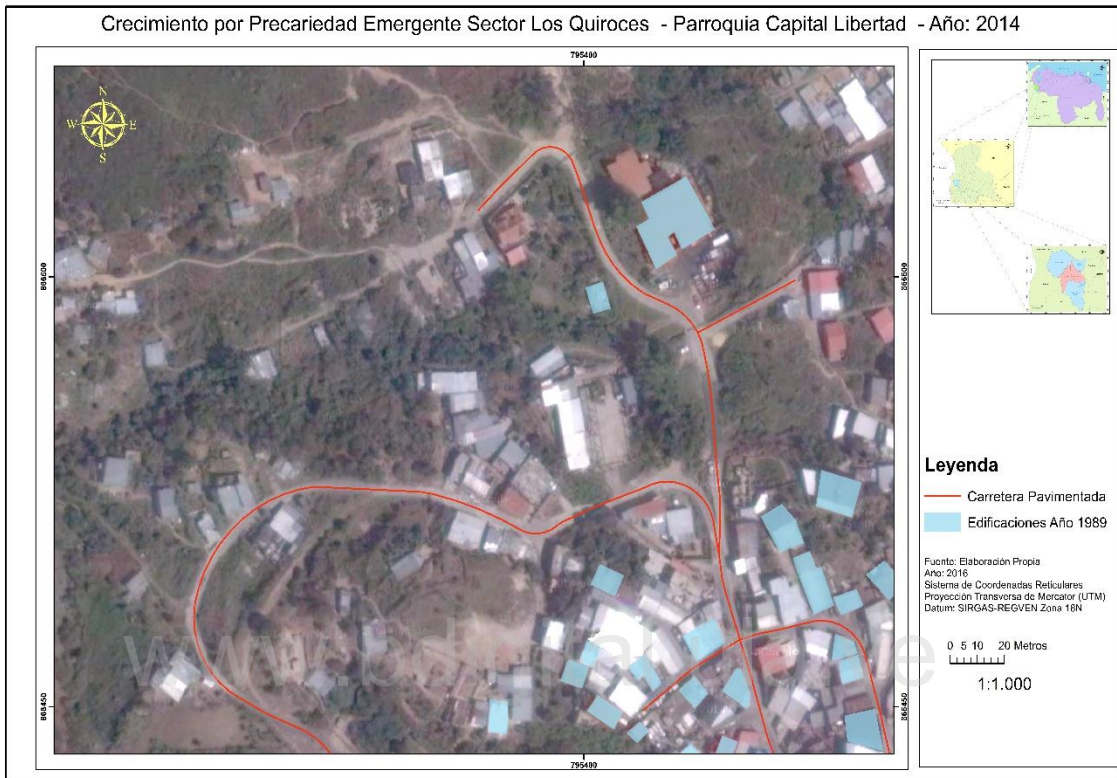 Crecimiento por Precariedad Emergente Sector Los Quiroces - Parroquia Capital Libertad - Año: 2014
795400
N
W E
S
866500
866500
Leyenda
Carretera Pavimentada
Edificaciones Año 1989
Fuente: Elaboración Propia
Año: 2016
Sistema de Coordenadas Reticulares
Proyección Transversa de Mercator (UTM)
Datum: SIRGAS-REGVEN Zona 18N
0 5 10 20 Metros
1:1.000
866450
866450
795400